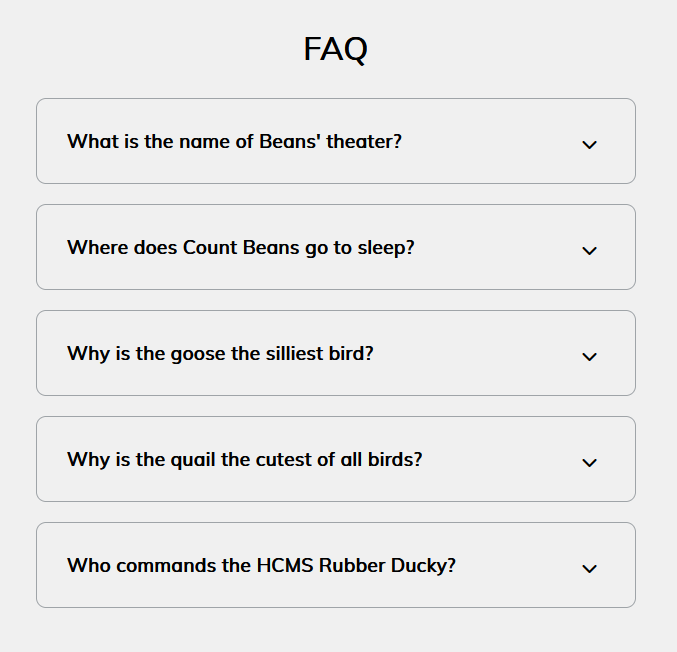 FAQ
What is the name of Beans' theater?
Where does Count Beans go to sleep?
Why is the goose the silliest bird?
Why is the quail the cutest of all birds?
Who commands the HCMS Rubber Ducky?